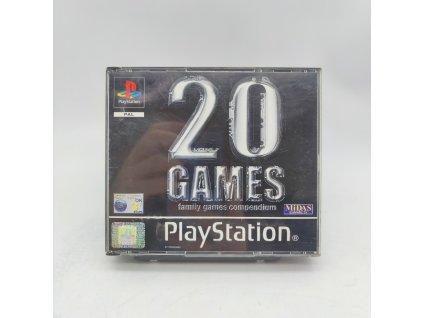 PlayStation
PAL
20
GAMES
family games compendium
MIDAS
PlayStation®